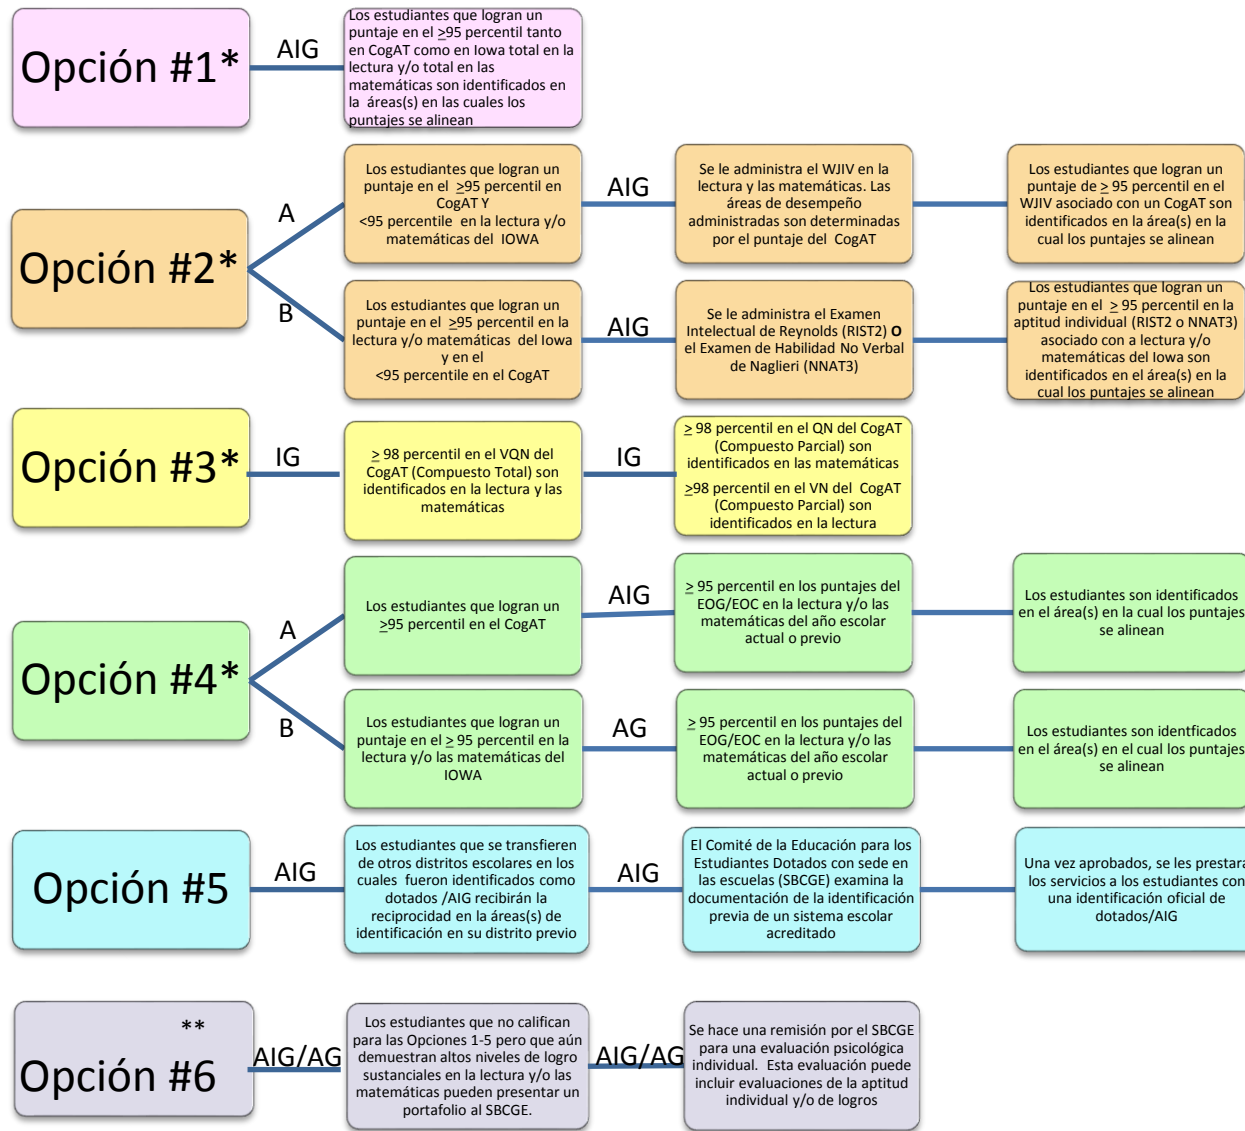 Opción #1*
AIG
Los estudiantes que logran un
puntaje en el >95 percentil tanto
en CogAT como en Iowa total en la
lectura y/o total en las
matemáticas son identificados en
la áreas(s) en las cuales los
puntajes se alinean
Opción #2*
A
Los estudiantes que logran un
puntaje en el ≥95 percentil en
CogAT Y
<95 percentile en la lectura y/o
matemáticas del IOWA
AIG
Se le administra el WJIV en la
lectura y las matemáticas. Las
áreas de desempeño
administradas son determinadas
por el puntaje del CogAT
Los estudiantes que logran un
puntaje de ≥ 95 percentil en el
WJIV asociado con un CogAT son
identificados en la área(s) en la
cual los puntajes se alinean
B
Los estudiantes que logran un
puntaje en el ≥95 percentil en la
lectura y/o matemáticas del Iowa
y en el
<95 percentile en el CogAT
AIG
Se le administra el Examen
Intelectual de Reynolds (RIST2) O
el Examen de Habilidad No Verbal
de Naglieri (NNAT3)
Los estudiantes que logran un
puntaje en el ≥ 95 percentil en la
aptitud individual (RIST2 o NNAT3)
asociado con a lectura y/o
matemáticas del Iowa son
identificados en el área(s) en la
cual los puntajes se alinean
Opción #3*
IG
≥ 98 percentil en el VQN del
CogAT (Compuesto Total) son
identificados en la lectura y las
matemáticas
IG
≥ 98 percentil en el QN del CogAT
(Compuesto Parcial) son
identificados en las matemáticas
≥98 percentil en el VN del CogAT
(Compuesto Parcial) son
identificados en la lectura
Opción #4*
A
Los estudiantes que logran un
≥95 percentil en el CogAT
AIG
≥ 95 percentil en los puntajes del
EOG/EOC en la lectura y/o las
matemáticas del año escolar
actual o previo
Los estudiantes son identificados
en el área(s) en la cual los puntajes
se alinean
B
Los estudiantes que logran un
puntaje en el ≥ 95 percentil en la
lectura y/o las matemáticas del
IOWA
AG
≥ 95 percentil en los puntajes del
EOG/EOC en la lectura y/o las
matemáticas del año escolar
actual o previo
Los estudiantes son identficados
en el área(s) en el cual los puntajes
se alinean
Opción #5
AIG
Los estudiantes que se transfieren
de otros distritos escolares en los
cuales fueron identificados como
dotados /AIG recibirán la
reciprocidad en la áreas(s) de
identificación en su distrito previo
AIG
El Comité de la Educación para los
Estudiantes Dotados con sede en
las escuelas (SBCGE) examina la
documentación de la identificación
previa de un sistema escolar
acreditado
Una vez aprobados, se les prestará
los servicios a los estudiantes con
una identificación oficial de
dotados/AIG
**
Opción #6
AIG/AG
Los estudiantes que no califican
para las Opciones 1-5 pero que aún
demuestran altos niveles de logro
sustanciales en la lectura y/o las
matemáticas pueden presentar un
portafolio al SBCGE.
AIG/AG
Se hace una remisión por el SBCGE
para una evaluación psicológica
individual. Esta evaluación puede
incluir evaluaciones de la aptitud
individual y/o de logros